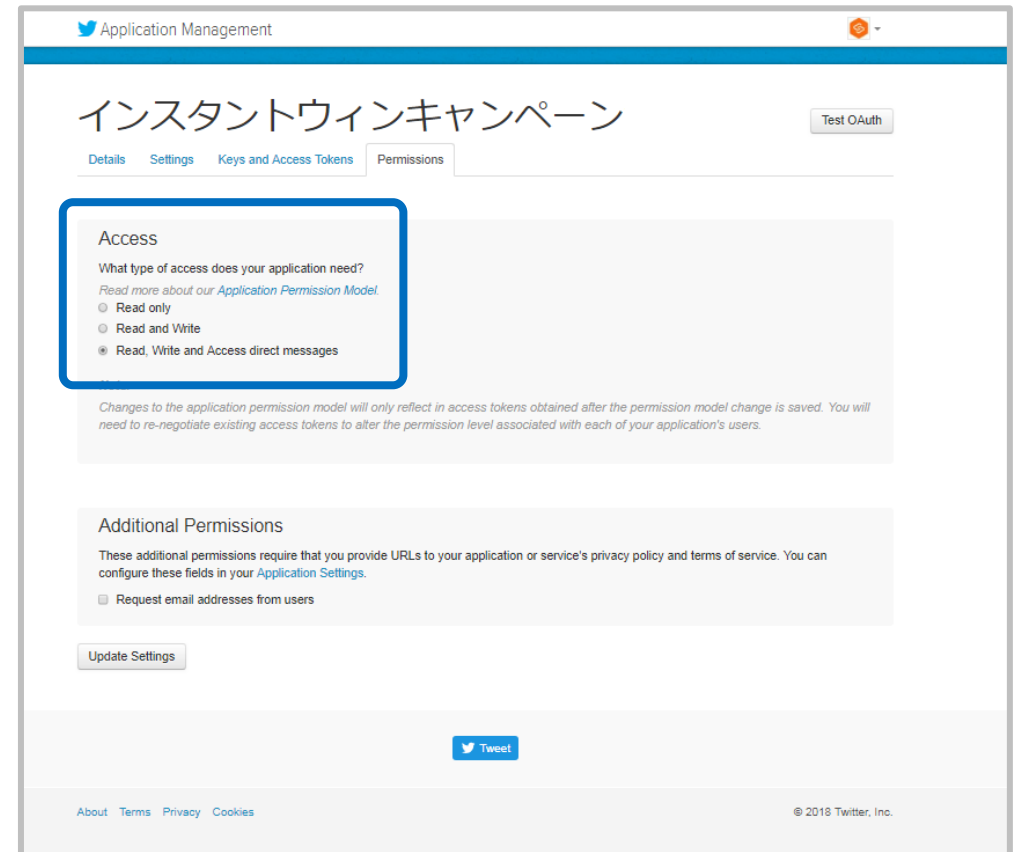 Application Management
インスタントウィンキャンペーン
Test OAuth
Details Settings Keys and Access Tokens Permissions
Access
What type of access does your application need?
Read more about our Application Permission Model.
Read only
Read and Write
Read, Write and Access direct messages
Changes to the application permission model will only reflect in access tokens obtained after the permission model change is saved. You will
need to re-negotiate existing access tokens to alter the permission level associated with each of your application's users.
Additional Permissions
These additional permissions require that you provide URLs to your application or service's privacy policy and terms of service. You can
configure these fields in your Application Settings.
Request email addresses from users
Update Settings
Tweet
About Terms Privacy Cookies
© 2018 Twitter, Inc.